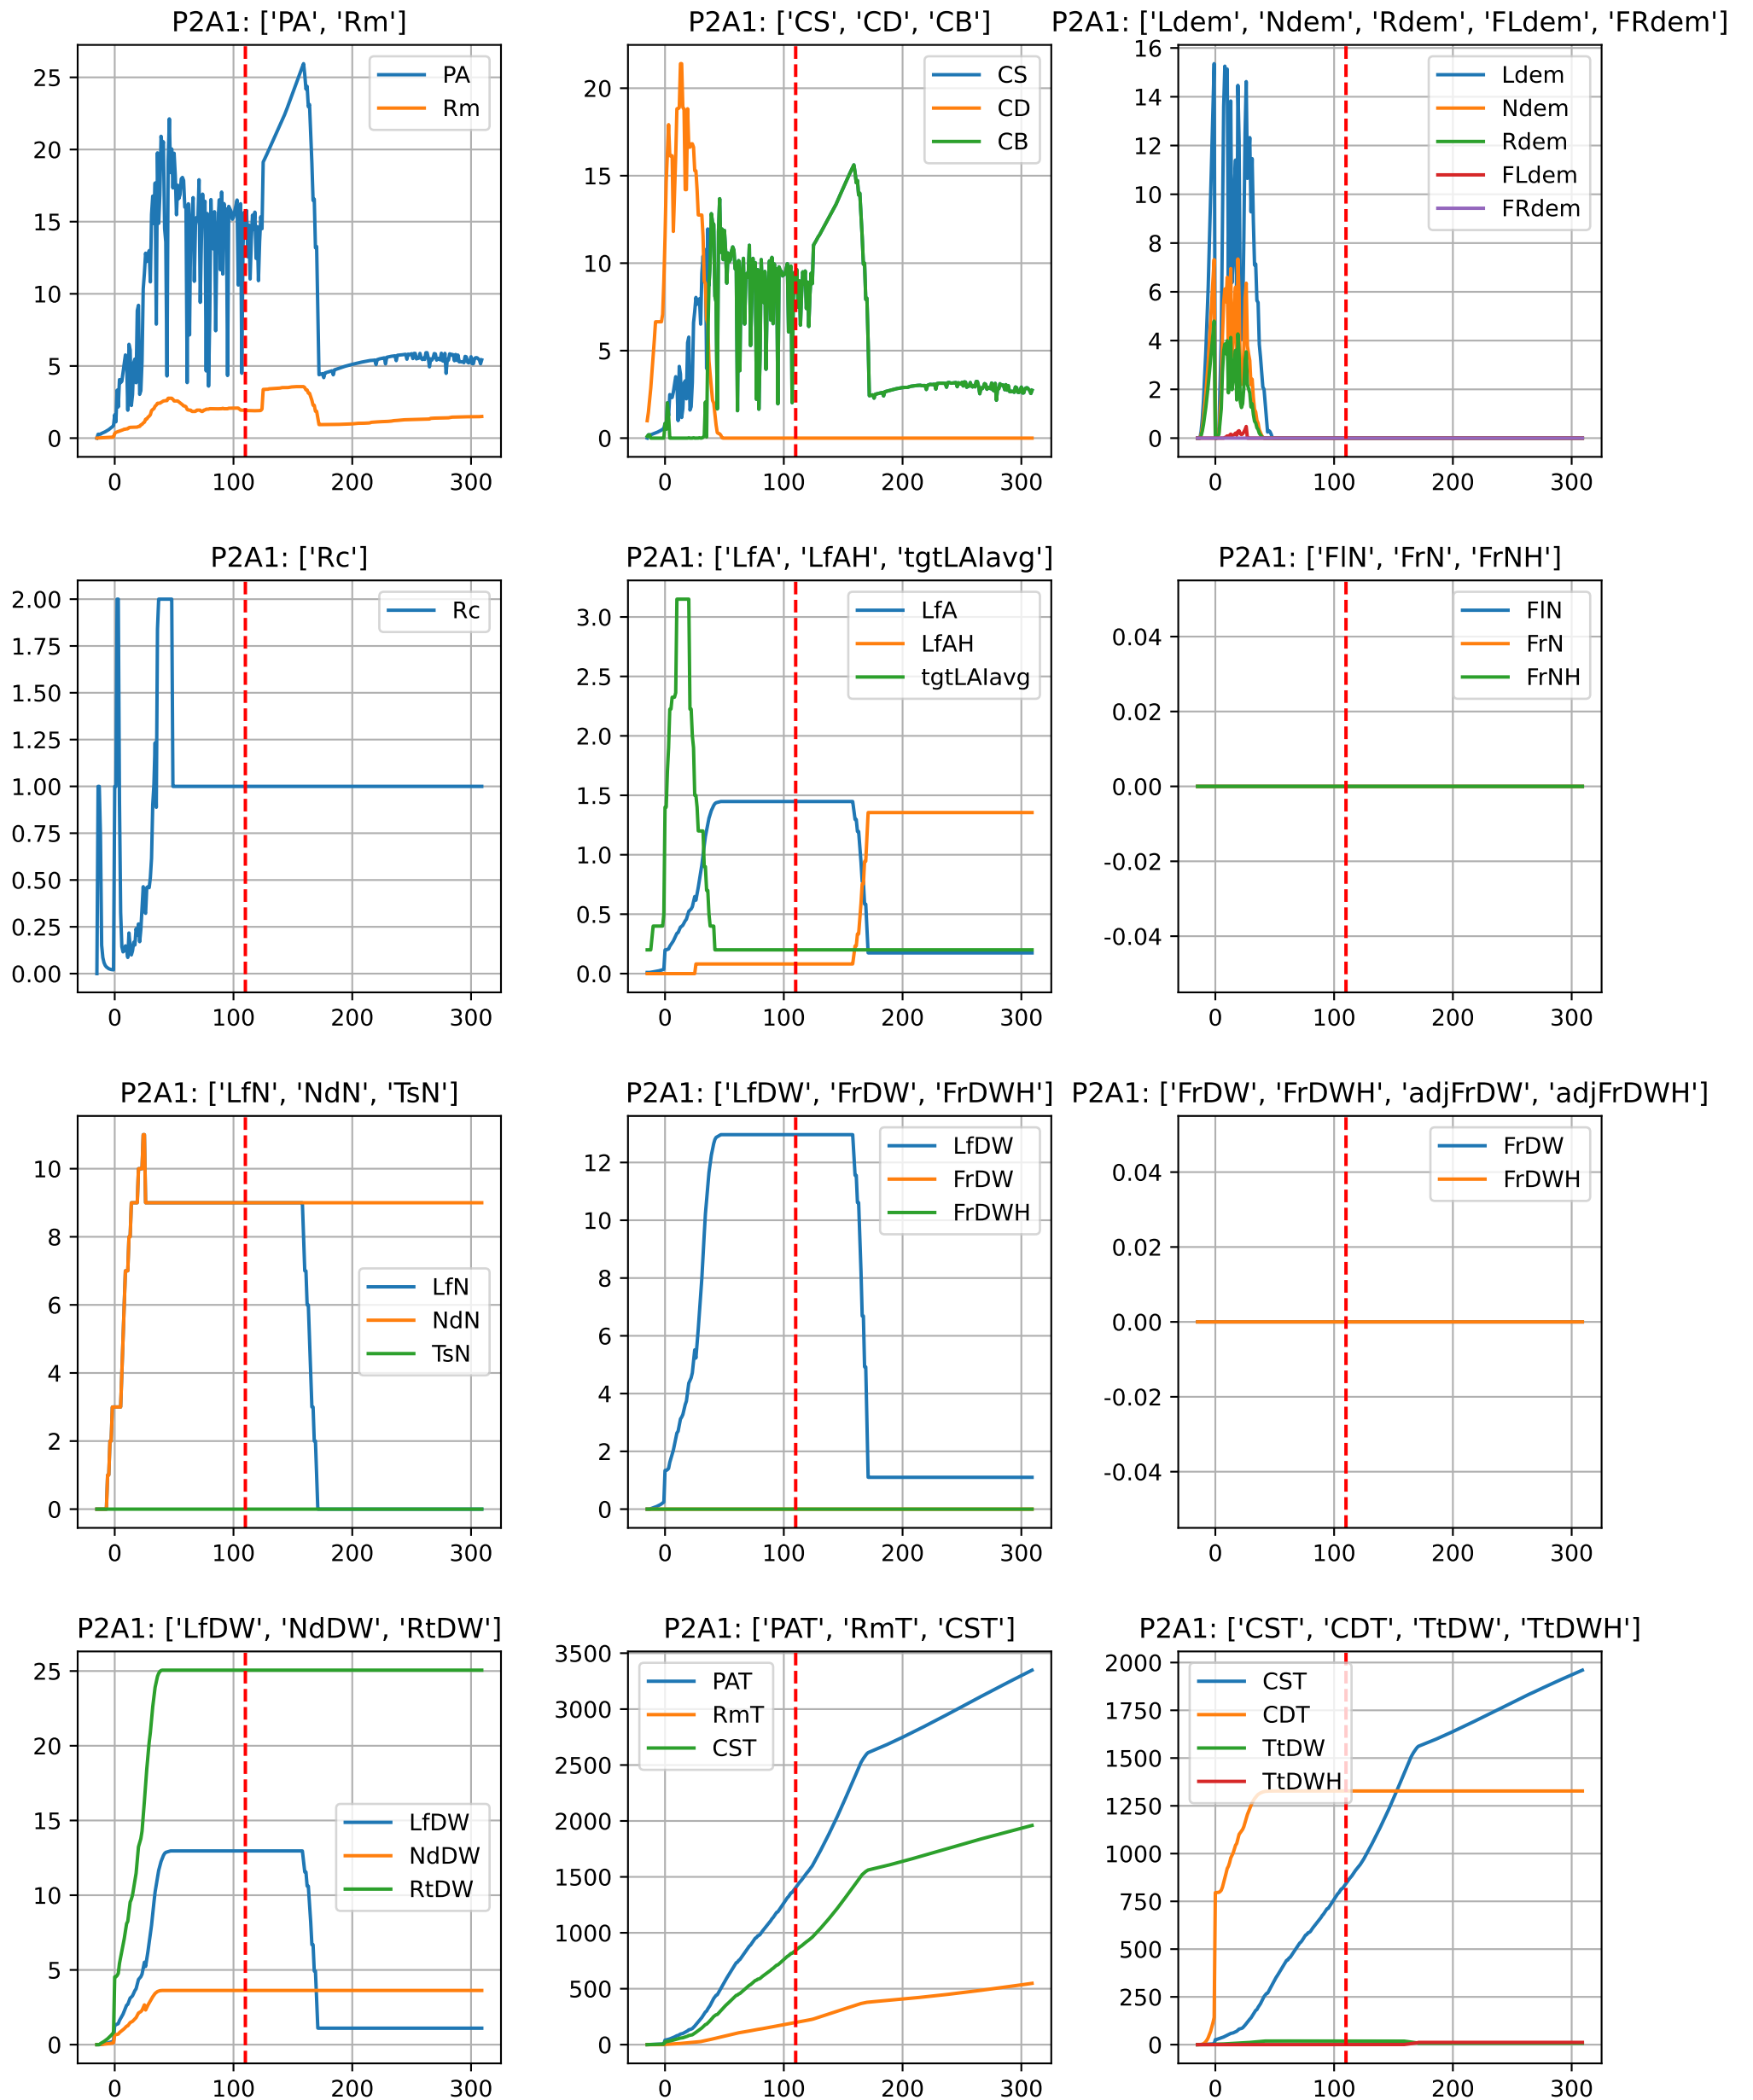 P2A1: ['PA', 'Rm']
25
20
15
10
5
0
0 100 200 300
PA
Rm
P2A1: ['CS', 'CD', 'CB']
20
15
10
5
0
0 100 200 300
CS
CD
CB
P2A1: ['Ldem', 'Ndem', 'Rdem', 'FLdem', 'FRdem']
16
14
12
10
8
6
4
2
0
0 100 200 300
Ldem
Ndem
Rdem
FLdem
FRdem
P2A1: ['Rc']
2.00
1.75
1.50
1.25
1.00
0.75
0.50
0.25
0.00
0 100 200 300
Rc
P2A1: ['LfA', 'LfAH', 'tgtLAIavg']
3.0
2.5
2.0
1.5
1.0
0.5
0.0
0 100 200 300
LfA
LfAH
tgtLAIavg
P2A1: ['FlN', 'FrN', 'FrNH']
0.04
0.02
0.00
-0.02
-0.04
0 100 200 300
FlN
FrN
FrNH
P2A1: ['LfN', 'NdN', 'TsN']
10
8
6
4
2
0
0 100 200 300
LfN
NdN
TsN
P2A1: ['LfDW', 'FrDW', 'FrDWH']
12
10
8
6
4
2
0
0 100 200 300
LfDW
FrDW
FrDWH
P2A1: ['FrDW', 'FrDWH', 'adjFrDW', 'adjFrDWH']
0.04
0.02
0.00
-0.02
-0.04
0 100 200 300
FrDW
FrDWH
P2A1: ['LfDW', 'NdDW', 'RtDW']
25
20
15
10
5
0
0 100 200 300
LfDW
NdDW
RtDW
P2A1: ['PAT', 'RmT', 'CST']
3500
3000
2500
2000
1500
1000
500
0
0 100 200 300
PAT
RmT
CST
P2A1: ['CST', 'CDT', 'TtDW', 'TtDWH']
2000
1750
1500
1250
1000
750
500
250
0
0 100 200 300
CST
CDT
TtDW
TtDWH